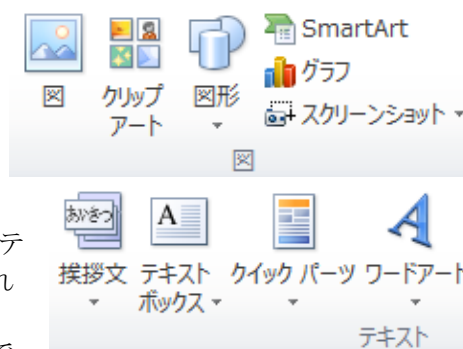 SmartArt
グラフ
スクリーンショット
図
クリップ
アート
図形
図
あいさつ
A
A
テ
れ
挨拶文
テキスト
ボックス
クイック パーツ
ワードアート
テキスト